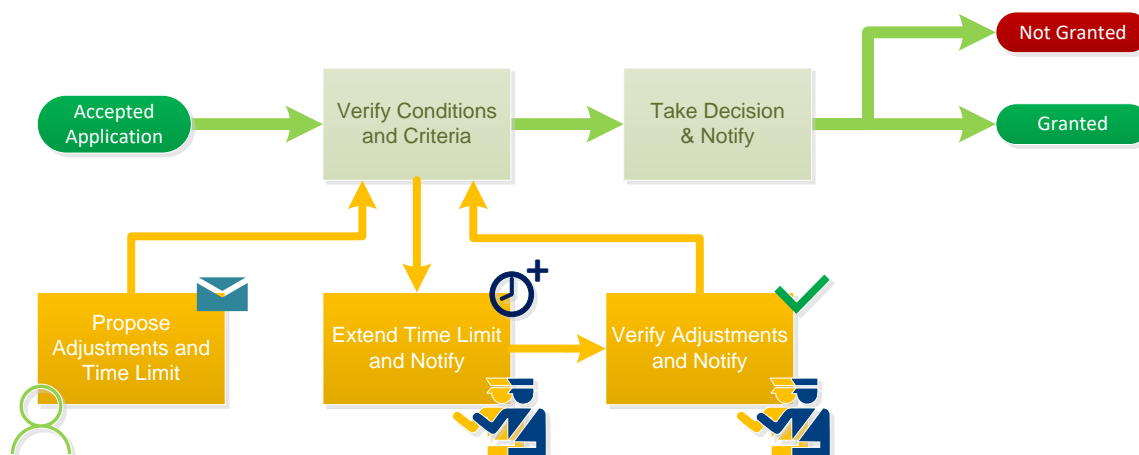 Not Granted
Accepted
Application
Verify Conditions
and Criteria
Take Decision
& Notify
Granted
Propose
Adjustments and
Time Limit
Extend Time Limit
and Notify
Verify Adjustments
and Notify